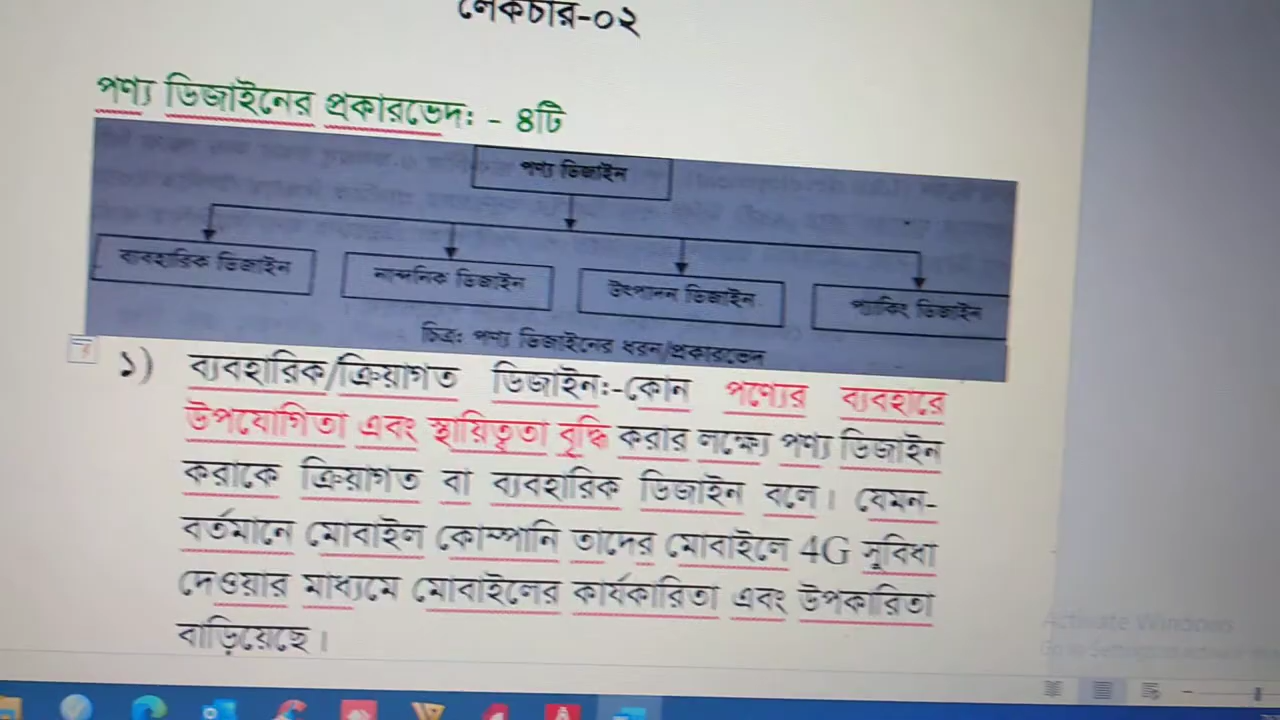 লেকচার-০২
পণ্য ডিজাইনের প্রকারভেদঃ - ৪টি
পণ্য ডিজাইন
ব্যবহারিক ডিজাইন
নান্দনিক ডিজাইন
উৎপাদন ডিজাইন
প্যাকিং ডিজাইন
চিত্র: পণ্য ডিজাইনের ধরন/প্রকারভেদ
১) ব্যবহারিক/ক্রিয়াগত ডিজাইনঃ-কোন পণ্যের ব্যবহারে
উপযোগিতা এবং স্থায়িত্বতা বৃদ্ধি করার লক্ষ্যে পণ্য ডিজাইন
করাকে ক্রিয়াগত বা ব্যবহারিক ডিজাইন বলে। যেমন-
বর্তমানে মোবাইল কোম্পানি তাদের মোবাইলে 4G সুবিধা
দেওয়ার মাধ্যমে মোবাইলের কার্যকারিতা এবং উপকারিতা
বাড়িয়েছে।
Activate Windows